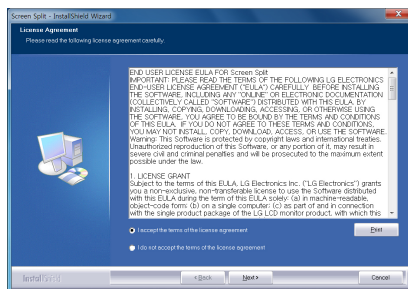 Screen Split - InstallShield Wizard
License Agreement
Please read the following license agreement carefully.
END USER LICENSE EULA FOR Screen Split
IMPORTANT: PLEASE READ THE TERMS OF THE FOLLOWING LG ELECTRONICS
END-USER LICENSE AGREEMENT ("EULA") CAREFULLY BEFORE INSTALLING
THE SOFTWARE, INCLUDING ANY "ONLINE" OR ELECTRONIC DOCUMENTATION
(COLLECTIVELY CALLED "SOFTWARE") DISTRIBUTED WITH THIS EULA. BY
INSTALLING, COPYING, DOWNLOADING, ACCESSING, OR OTHERWISE USING
THE SOFTWARE, YOU AGREE TO BE BOUND BY THE TERMS AND CONDITIONS
OF THIS EULA. IF YOU DO NOT AGREE TO THESE TERMS AND CONDITIONS,
YOU MAY NOT INSTALL, COPY, DOWNLOAD, ACCESS, OR USE THE SOFTWARE.
Warning: This Software is protected by copyright laws and international treaties.
Unauthorized reproduction of this Software, or any portion of it, may result in
severe civil and criminal penalties and will be prosecuted to the maximum extent
possible under the law.
1. LICENSE GRANT
Subject to the terms of this EULA, LG Electronics Inc. ("LG Electronics") grants
you a non-exclusive, non-transferable license to use the Software distributed
with this EULA during the term of this EULA solely: (a) in machine-readable,
object-code form; (b) on a single computer; (c) as part of and in connection
with the single product package of the LG LCD monitor product, with which this
I accept the terms of the license agreement
Print
I do not accept the terms of the license agreement
InstallShield
< Back
Next >
Cancel